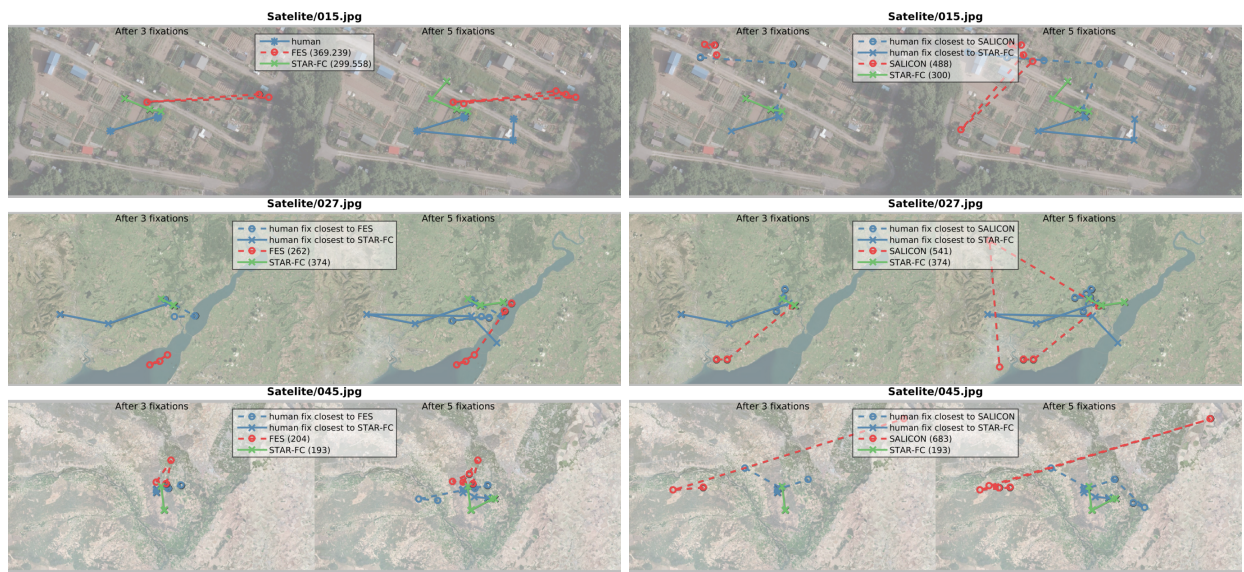 Satelite/015.jpg
After 3 fixations
After 5 fixations
human
FES (369.239)
STAR-FC (299.558)
Satelite/015.jpg
After 3 fixations
After 5 fixations
human fix closest to SALICON
human fix closest to STAR-FC
SALICON (488)
STAR-FC (300)
Satelite/027.jpg
After 3 fixations
After 5 fixations
human fix closest to FES
human fix closest to STAR-FC
FES (262)
STAR-FC (374)
Satelite/027.jpg
After 3 fixations
After 5 fixations
human fix closest to SALICON
human fix closest to STAR-FC
SALICON (541)
STAR-FC (374)
Satelite/045.jpg
After 3 fixations
After 5 fixations
human fix closest to FES
human fix closest to STAR-FC
FES (204)
STAR-FC (193)
Satelite/045.jpg
After 3 fixations
After 5 fixations
human fix closest to SALICON
human fix closest to STAR-FC
SALICON (683)
STAR-FC (193)